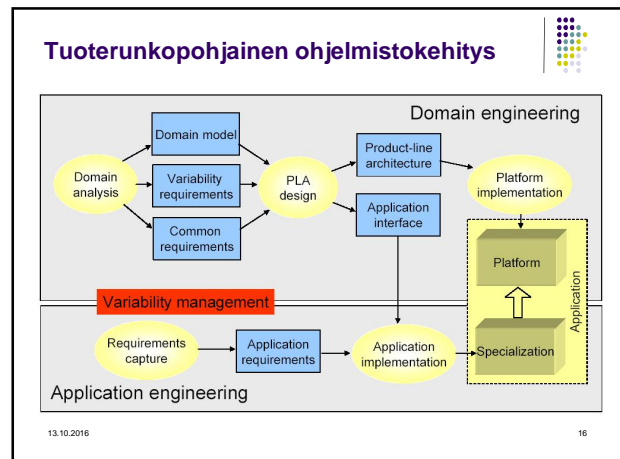 Tuoterunkopohjainen ohjelmistokehitys
Domain engineering
Domain model
Product-line
architecture
Domain
analysis
Variability
requirements
PLA
design
Platform
implementation
Common
requirements
Application
interface
Platform
Application
Variability management
Requirements
capture
Application
requirements
Application
implementation
Specialization
Application engineering
13.10.2016
16